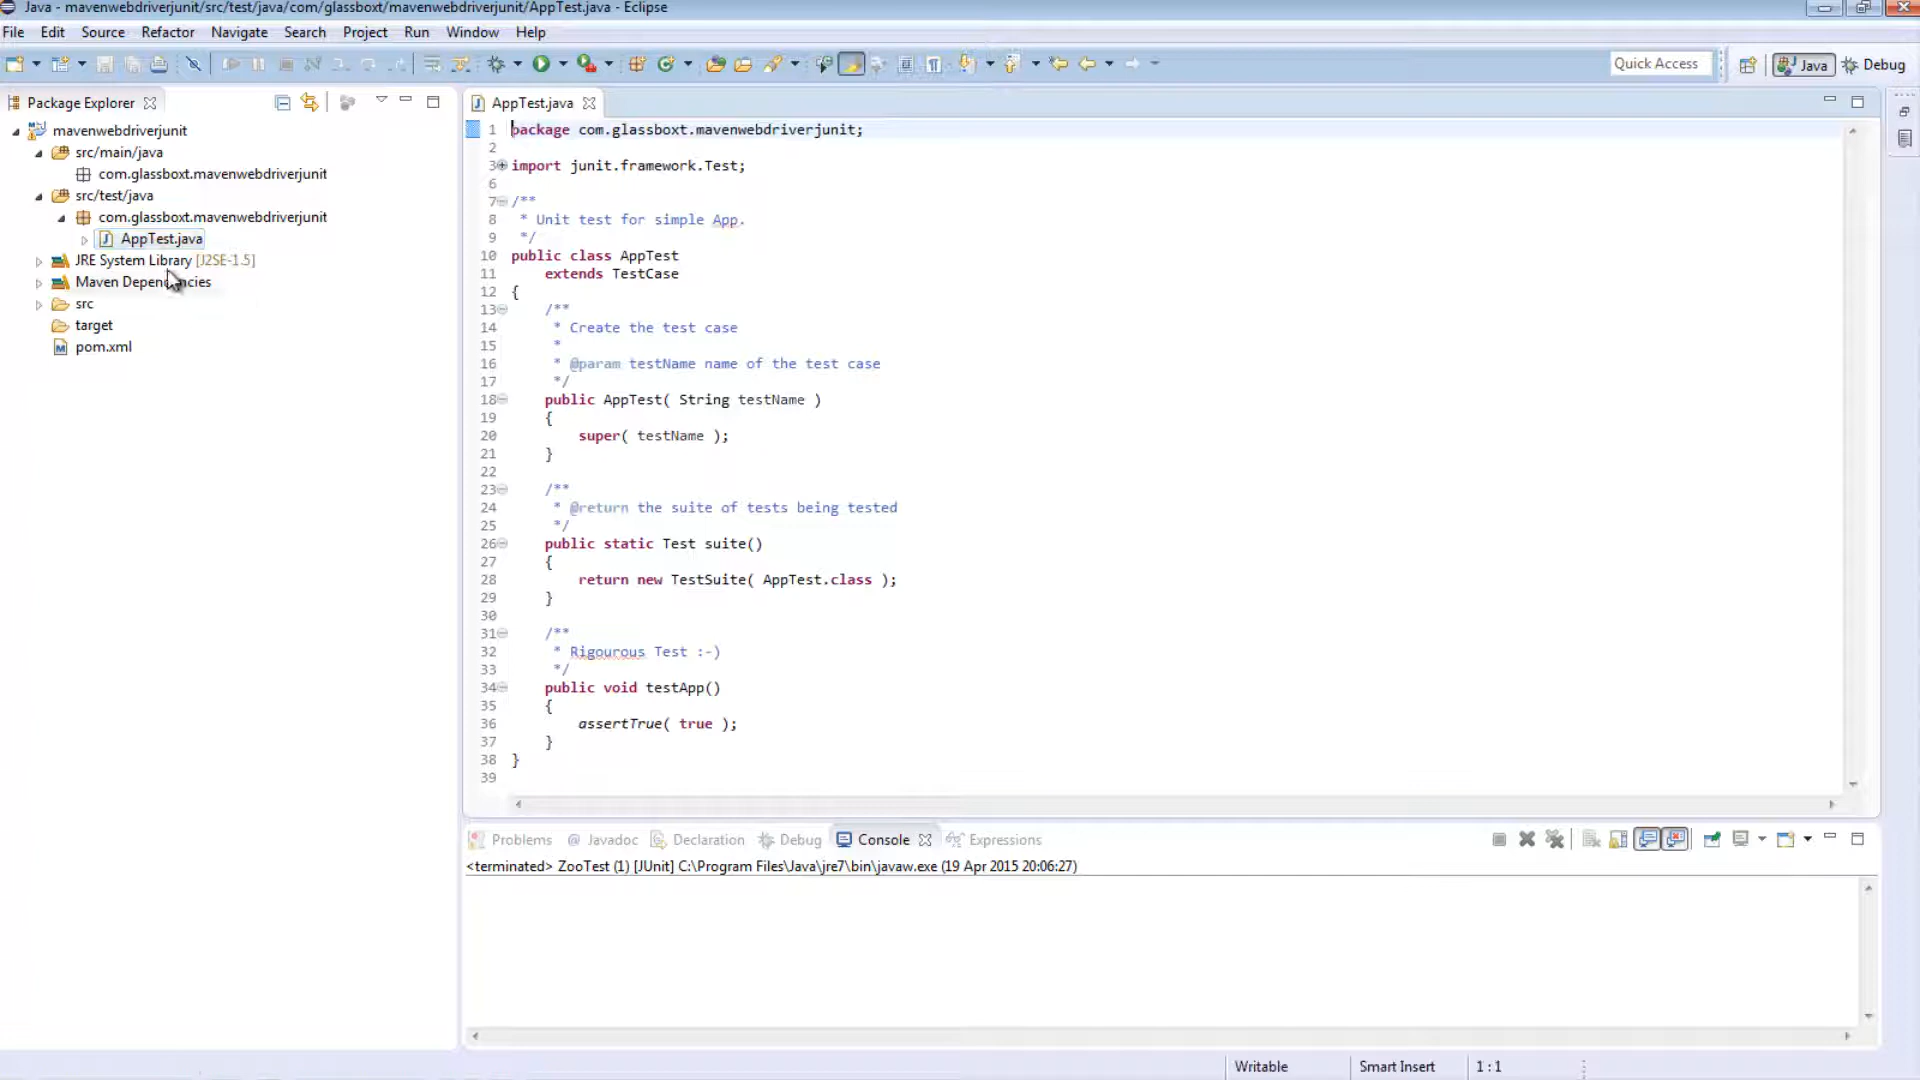 Java - mavenwebdriverjunit/src/test/java/com/glassboxt/mavenwebdriverjunit/AppTest.java - Eclipse
File Edit Source Refactor Navigate Search Project Run Window Help
Quick Access Java Debug
Package Explorer
mavenwebdriverjunit
src/main/java
com.glassboxt.mavenwebdriverjunit
src/test/java
com.glassboxt.mavenwebdriverjunit
AppTest.java
JRE System Library [J2SE-1.5]
Maven Dependencies
src
target
pom.xml
AppTest.java
1 package com.glassboxt.mavenwebdriverjunit;
2
3 import junit.framework.Test;
6
7 /**
8 * Unit test for simple App.
9 */
10 public class AppTest
11 extends TestCase
12 {
13 /**
14 * Create the test case
15 *
16 * @param testName name of the test case
17 */
18 public AppTest( String testName )
19 {
20 super( testName );
21 }
22
23 /**
24 * @return the suite of tests being tested
25 */
26 public static Test suite()
27 {
28 return new TestSuite( AppTest.class );
29 }
30
31 /**
32 * Rigourous Test :-)
33 */
34 public void testApp()
35 {
36 assertTrue( true );
37 }
38 }
39
Problems @ Javadoc Declaration Debug Console Expressions
<terminated> ZooTest (1) [JUnit] C:\Program Files\Java\jre7\bin\javaw.exe (19 Apr 2015 20:06:27)
Writable Smart Insert 1 : 1